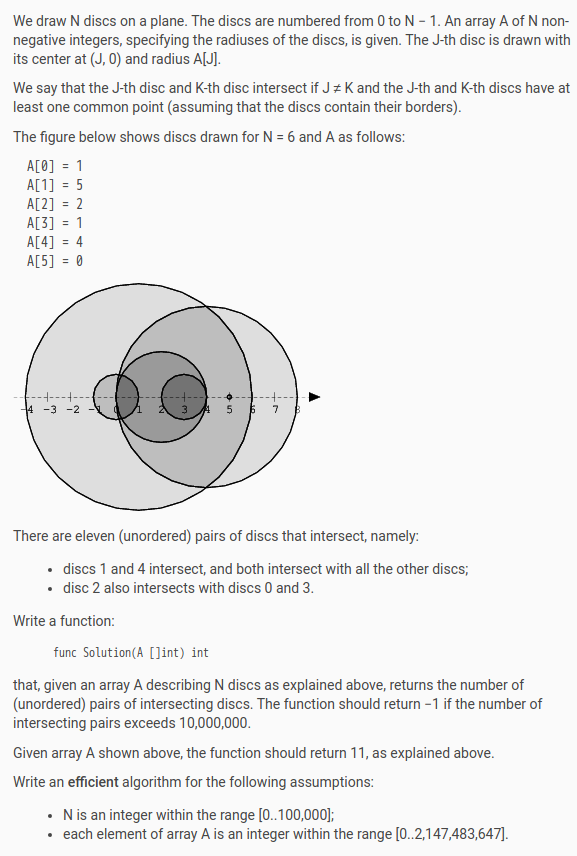 We draw N discs on a plane. The discs are numbered from 0 to N − 1. An array A of N non-
negative integers, specifying the radiuses of the discs, is given. The J-th disc is drawn with
its center at (J, 0) and radius A[J].
We say that the J-th disc and K-th disc intersect if J ≠ K and the J-th and K-th discs have at
least one common point (assuming that the discs contain their borders).
The figure below shows discs drawn for N = 6 and A as follows:
A[0] = 1
A[1] = 5
A[2] = 2
A[3] = 1
A[4] = 4
A[5] = 0
-4 -3 -2 -1 0 1 2 3 4 5 6 7 8
There are eleven (unordered) pairs of discs that intersect, namely:
• discs 1 and 4 intersect, and both intersect with all the other discs;
• disc 2 also intersects with discs 0 and 3.
Write a function:
func Solution(A []int) int
that, given an array A describing N discs as explained above, returns the number of
(unordered) pairs of intersecting discs. The function should return −1 if the number of
intersecting pairs exceeds 10,000,000.
Given array A shown above, the function should return 11, as explained above.
Write an efficient algorithm for the following assumptions:
• N is an integer within the range [0..100,000];
• each element of array A is an integer within the range [0..2,147,483,647].